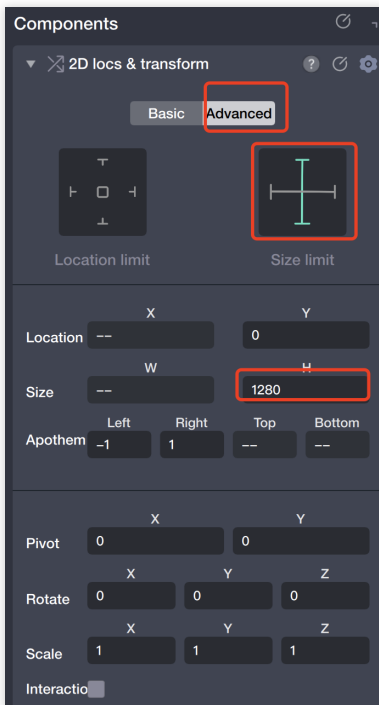 Components
2D locs & transform ?
Basic Advanced
Location limit Size limit
X Y
Location -- 0
W H
Size -- 1280
Left Right Top Bottom
Apothem -1 1 -- --
X Y
Pivot 0 0
X Y Z
Rotate 0 0 0
X Y Z
Scale 1 1 1
Interactio